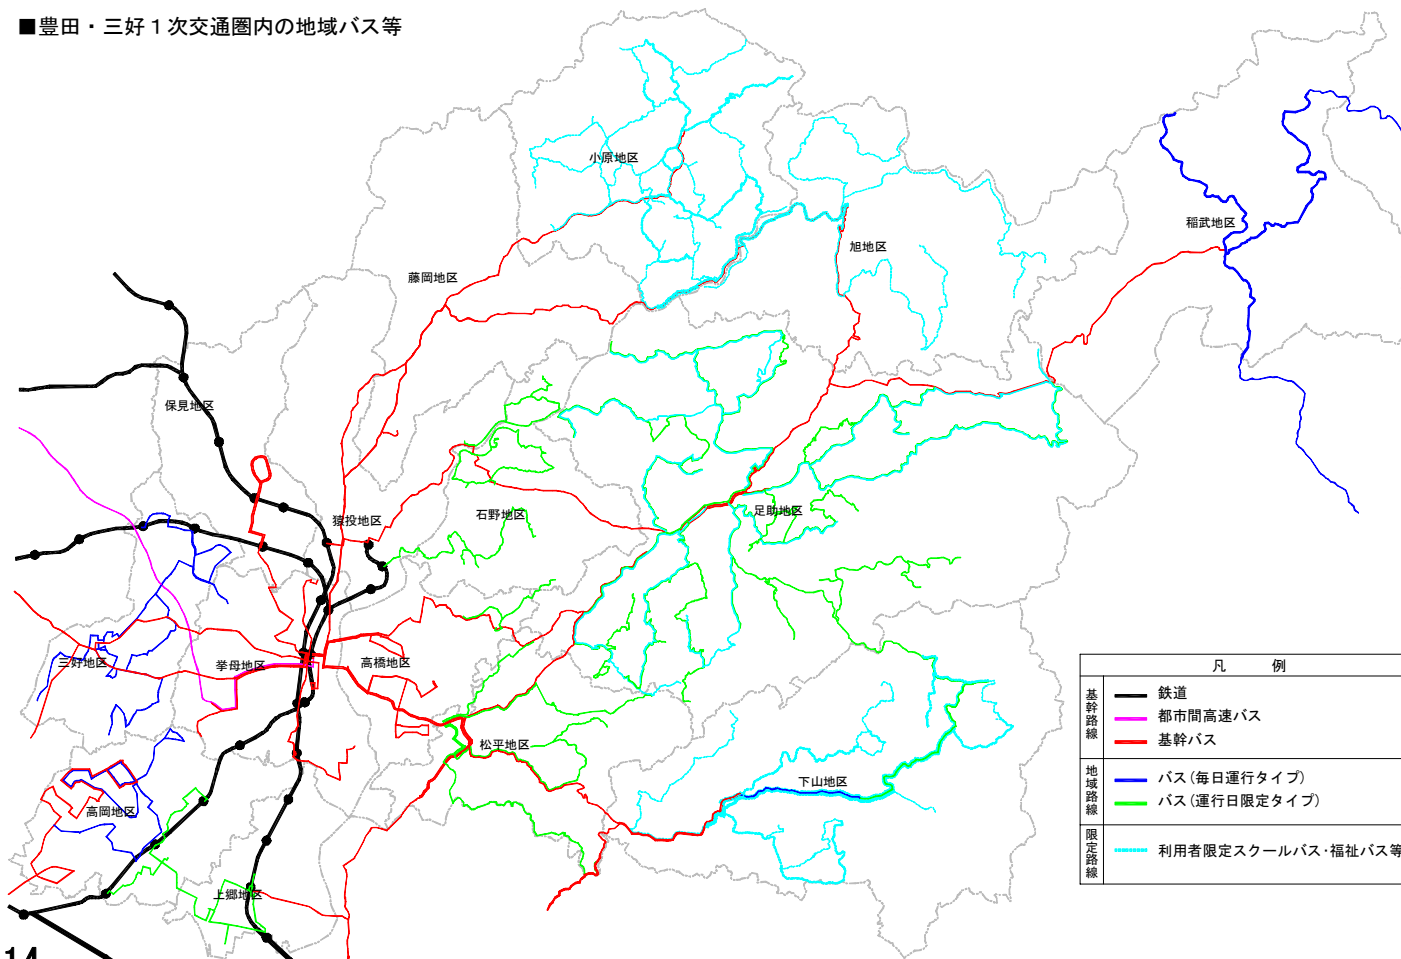 ■豊田・三好１次交通圏内の地域バス等
小原地区
稲武地区
旭地区
藤岡地区
保見地区
猿投地区
石野地区
足助地区
三好地区
挙母地区
高橋地区
松平地区
下山地区
高岡地区
上郷地区
凡 例
基幹路線
鉄道
都市間高速バス
基幹バス
地域路線
バス（毎日運行タイプ）
バス（運行日限定タイプ）
限定路線
利用者限定スクールバス・福祉バス等
14